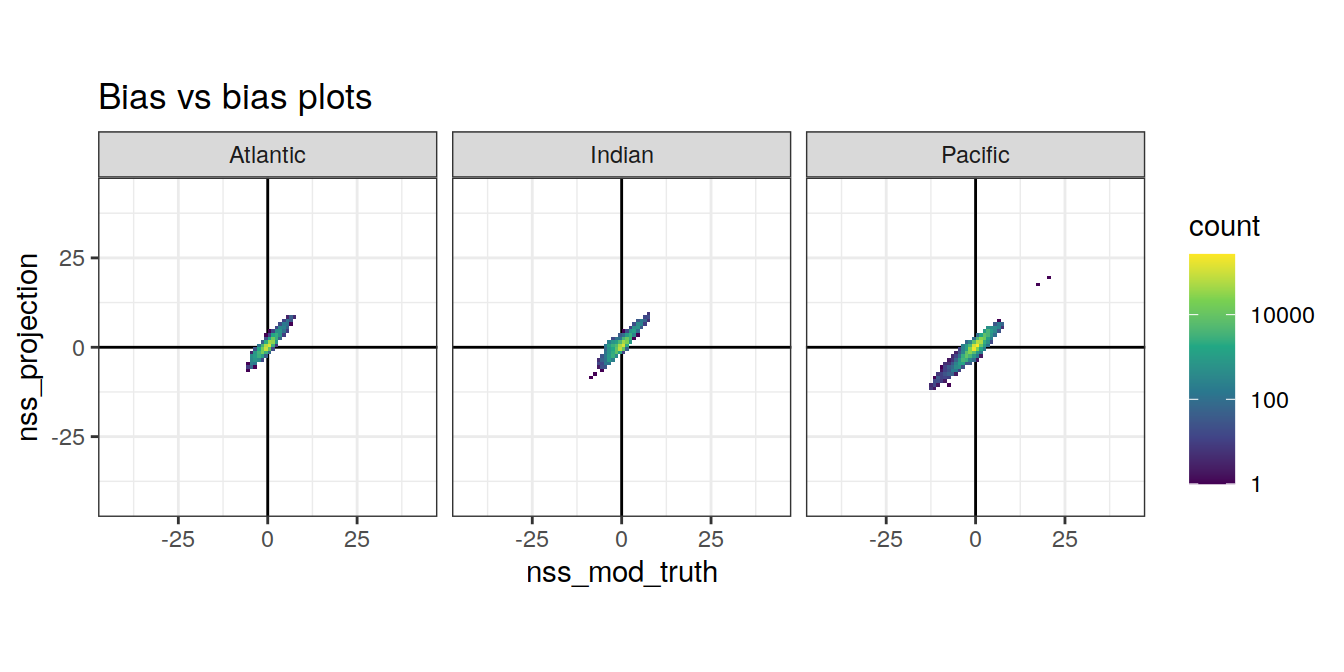 Bias vs bias plots
Atlantic
Indian
Pacific
nss_projection
25
0
-25
-25 0 25
-25 0 25
-25 0 25
nss_mod_truth
count
10000
100
1